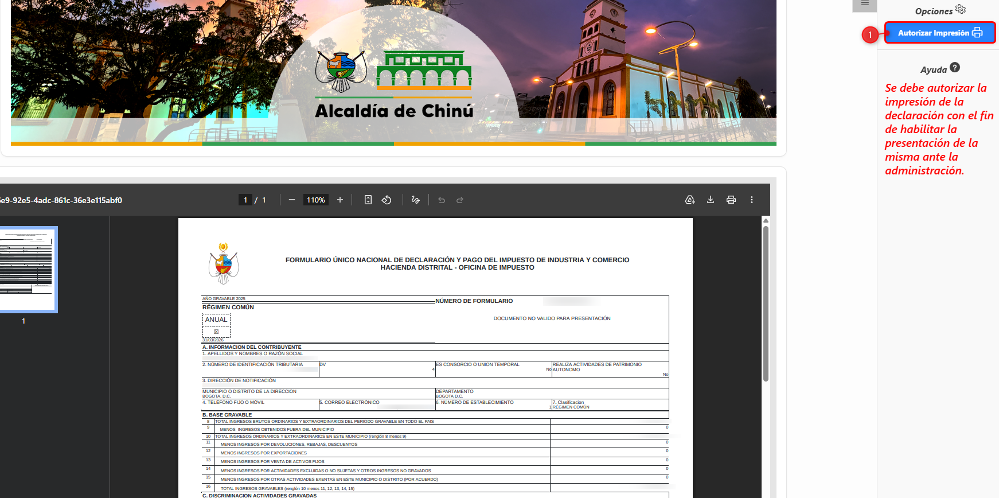 Opciones
1
Autorizar Impresión
Ayuda
Se debe autorizar la
impresión de la
declaración con el fin
de habilitar la
presentación de la
misma ante la
administración.
Alcaldía de Chinú
e9-92e5-4adc-861c-36e3e115abf0
1 / 1
110%
1
FORMULARIO ÚNICO NACIONAL DE DECLARACIÓN Y PAGO DEL IMPUESTO DE INDUSTRIA Y COMERCIO
HACIENDA DISTRITAL - OFICINA DE IMPUESTO
AÑO GRAVABLE 2025
NÚMERO DE FORMULARIO
RÉGIMEN COMÚN
ANUAL
DOCUMENTO NO VALIDO PARA PRESENTACIÓN
☒
31/03/2026
A. INFORMACION DEL CONTRIBUYENTE
1. APELLIDOS Y NOMBRES O RAZÓN SOCIAL
2. NÚMERO DE IDENTIFICACIÓN TRIBUTARIA DV 4 ES CONSORCIO O UNION TEMPORAL No REALIZA ACTIVIDADES DE PATRIMONIO
AUTONOMO
No
3. DIRECCIÓN DE NOTIFICACIÓN
MUNICIPIO O DISTRITO DE LA DIRECCION DEPARTAMENTO
BOGOTA, D.C. BOGOTA D.C.
4. TELÉFONO FIJO O MÓVIL 5. CORREO ELECTRÓNICO 6. NÚMERO DE ESTABLECIMIENTO 7. Clasificacion
1 RÉGIMEN COMÚN
B. BASE GRAVABLE
8 TOTAL INGRESOS BRUTOS ORDINARIOS Y EXTRAORDINARIOS DEL PERIODO GRAVABLE EN TODO EL PAIS
9 MENOS INGRESOS OBTENIDOS FUERA DEL MUNICIPIO 0
10 TOTAL INGRESOS ORDINARIOS Y EXTRAORDINARIOS EN ESTE MUNICIPIO (renglón 8 menos 9)
11 MENOS INGRESOS POR DEVOLUCIONES, REBAJAS, DESCUENTOS 0
12 MENOS INGRESOS POR EXPORTACIONES 0
13 MENOS INGRESOS POR VENTA DE ACTIVOS FIJOS 0
14 MENOS INGRESOS POR ACTIVIDADES EXCLUIDAS O NO SUJETAS Y OTROS INGRESOS NO GRAVADOS 0
15 MENOS INGRESOS POR OTRAS ACTIVIDADES EXENTAS EN ESTE MUNICIPIO O DISTRITO (POR ACUERDO) 0
16 TOTAL INGRESOS GRAVABLES (renglón 10 menos 11, 12, 13, 14, 15)
C. DISCRIMINACION ACTIVIDADES GRAVADAS